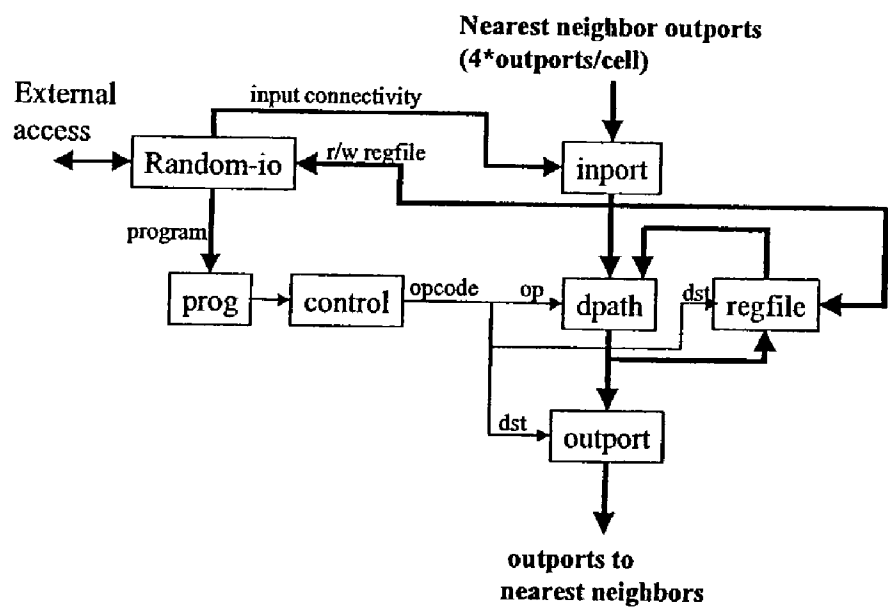 Nearest neighbor outports
(4*outports/cell)
External
access
input connectivity
Random-io
r/w regfile
inport
program
prog
control
opcode
op
dpath
dst
regfile
dst
outport
outports to
nearest neighbors